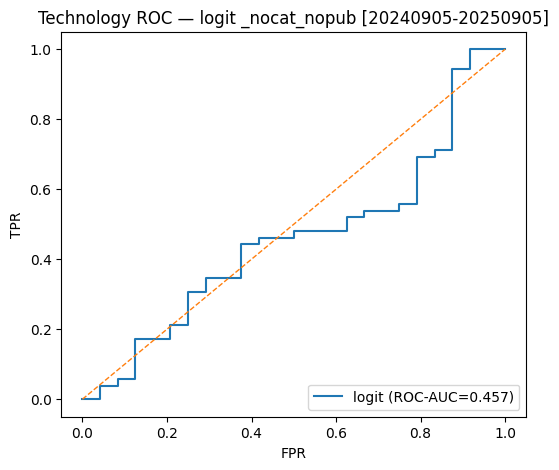 Technology ROC — logit _nocat_nopub [20240905-20250905]
1.0
0.8
0.6
0.4
0.2
0.0
TPR
logit (ROC-AUC=0.457)
0.0 0.2 0.4 0.6 0.8 1.0
FPR